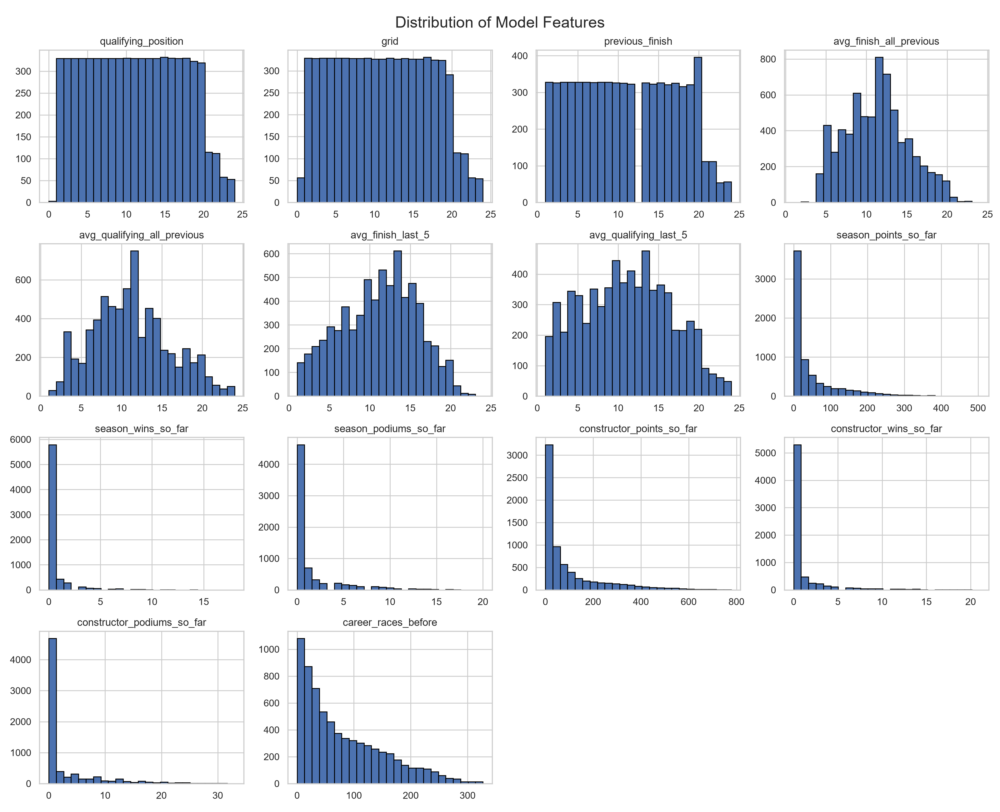 Distribution of Model Features
qualifying_position
grid
previous_finish
avg_finish_all_previous
300
250
200
150
100
50
0
0 5 10 15 20 25
300
250
200
150
100
50
0
0 5 10 15 20 25
400
300
200
100
0
0 5 10 15 20 25
800
600
400
200
0
0 5 10 15 20 25
avg_qualifying_all_previous
avg_finish_last_5
avg_qualifying_last_5
season_points_so_far
600
400
200
0
0 5 10 15 20 25
600
500
400
300
200
100
0
0 5 10 15 20 25
400
300
200
100
0
0 5 10 15 20 25
3000
2000
1000
0
0 100 200 300 400 500
season_wins_so_far
season_podiums_so_far
constructor_points_so_far
constructor_wins_so_far
6000
5000
4000
3000
2000
1000
0
0 5 10 15
4000
3000
2000
1000
0
0 5 10 15 20
3000
2500
2000
1500
1000
500
0
0 200 400 600 800
5000
4000
3000
2000
1000
0
0 5 10 15 20
constructor_podiums_so_far
career_races_before
4000
3000
2000
1000
0
0 10 20 30
1000
800
600
400
200
0
0 100 200 300